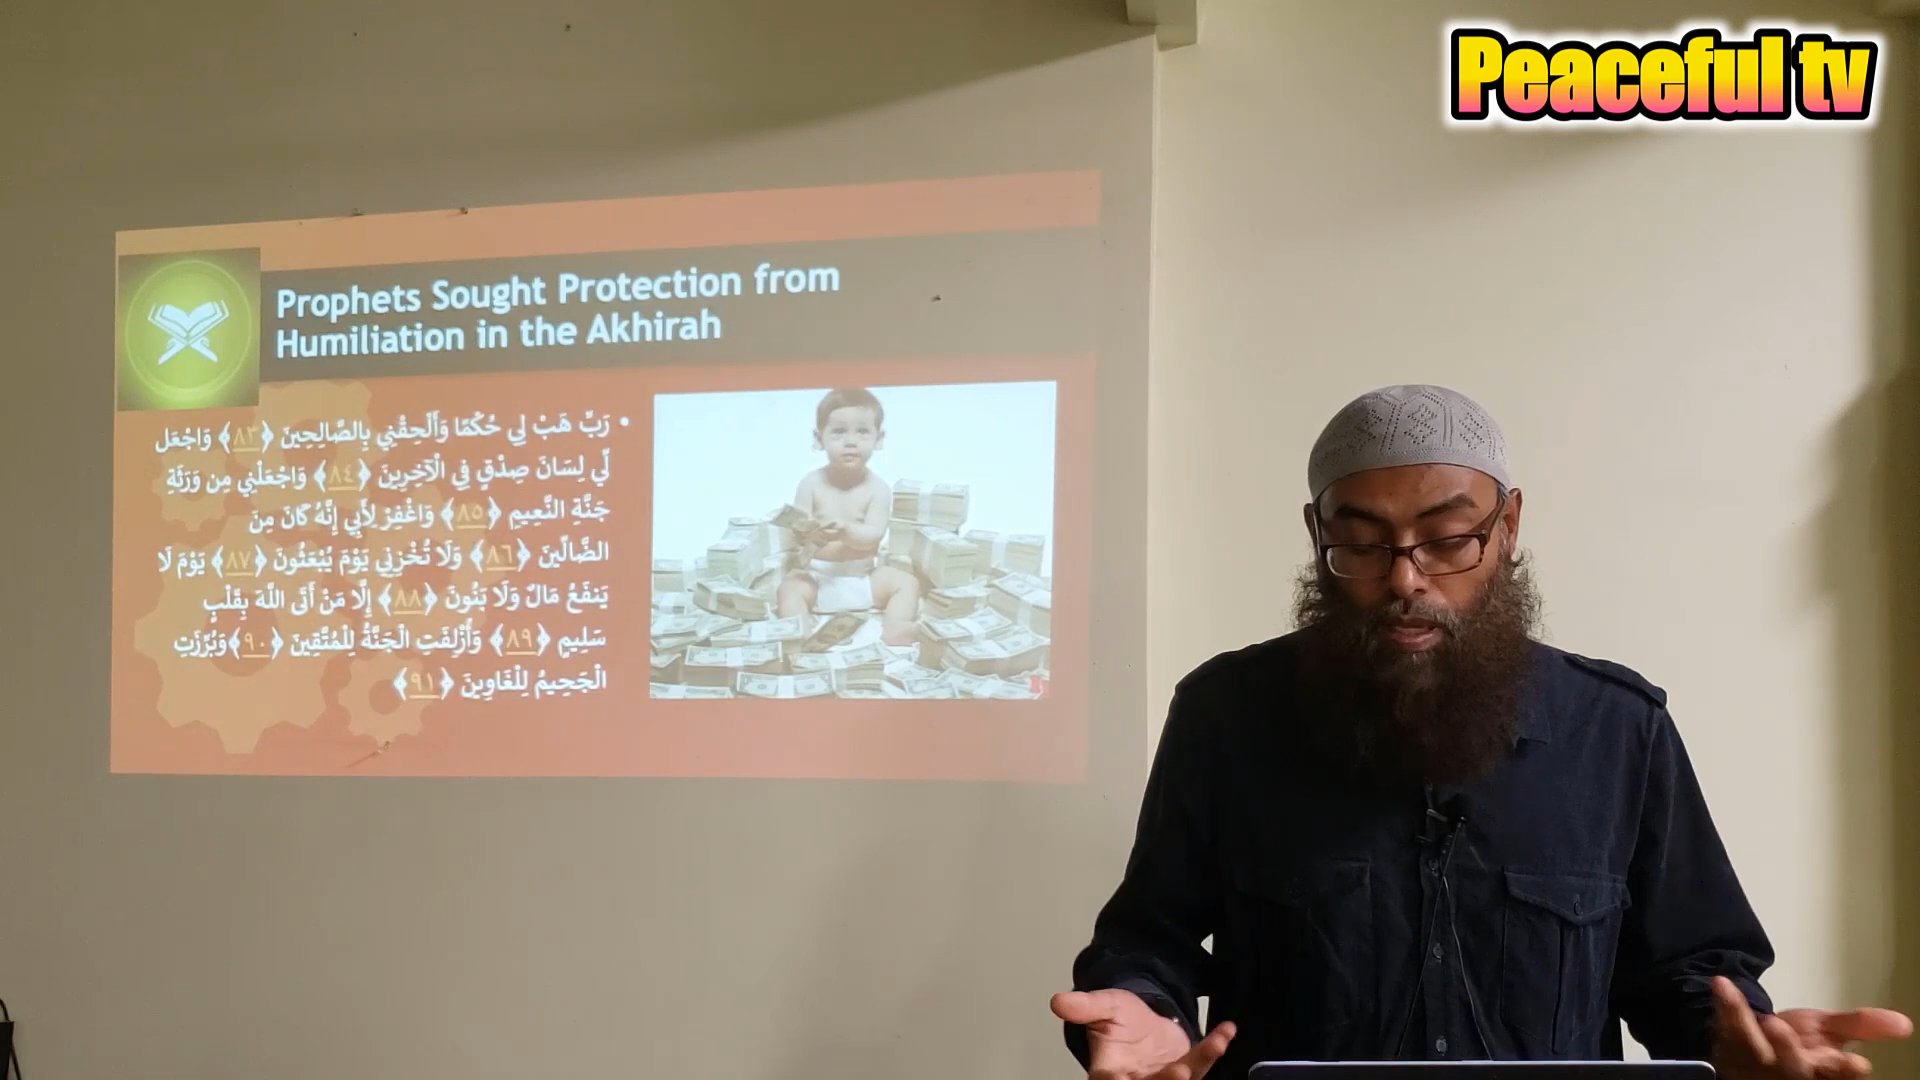 Peaceful tv
Prophets Sought Protection from
Humiliation in the Akhirah
• رَبِّ هَبْ لِي حُكْمًا وَأَلْحِقْنِي بِالصَّالِحِينَ ﴿٨٣﴾ وَاجْعَل
لِّي لِسَانَ صِدْقٍ فِي الْآخِرِينَ ﴿٨٤﴾ وَاجْعَلْنِي مِن وَرَثَةِ
جَنَّةِ النَّعِيمِ ﴿٨٥﴾ وَاغْفِرْ لِأَبِي إِنَّهُ كَانَ مِنَ
الضَّالِّينَ ﴿٨٦﴾ وَلَا تُخْزِنِي يَوْمَ يُبْعَثُونَ ﴿٨٧﴾ يَوْمَ لَا
يَنفَعُ مَالٌ وَلَا بَنُونَ ﴿٨٨﴾ إِلَّا مَنْ أَتَى اللَّهَ بِقَلْبٍ
سَلِيمٍ ﴿٨٩﴾ وَأُزْلِفَتِ الْجَنَّةُ لِلْمُتَّقِينَ ﴿٩٠﴾ وَبُرِّزَتِ
الْجَحِيمُ لِلْغَاوِينَ ﴿٩١﴾